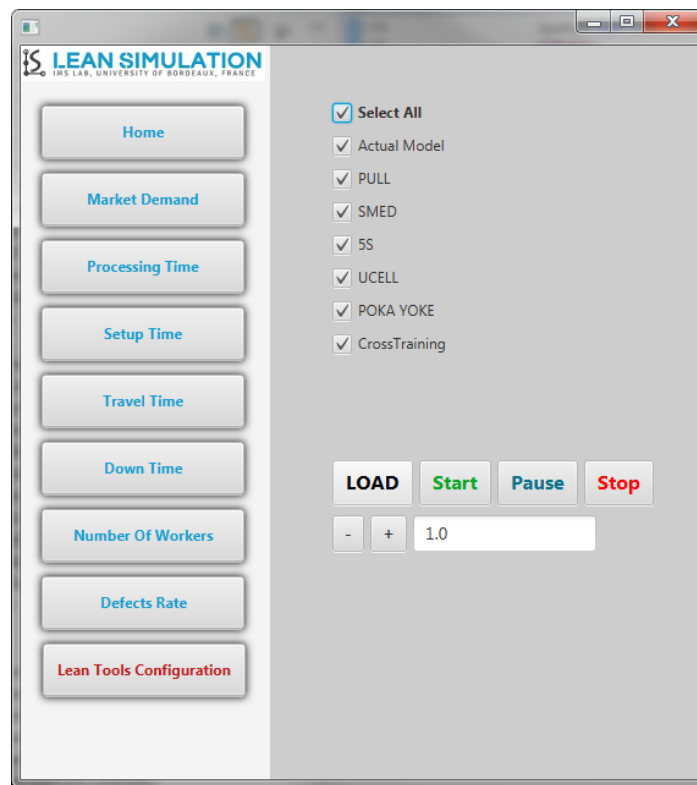 LEAN SIMULATION
IMS LAB, UNIVERSITY OF BORDEAUX, FRANCE
Home
Market Demand
Processing Time
Setup Time
Travel Time
Down Time
Number Of Workers
Defects Rate
Lean Tools Configuration
Select All
Actual Model
PULL
SMED
5S
UCELL
POKA YOKE
CrossTraining
LOAD Start Pause Stop
- + 1.0